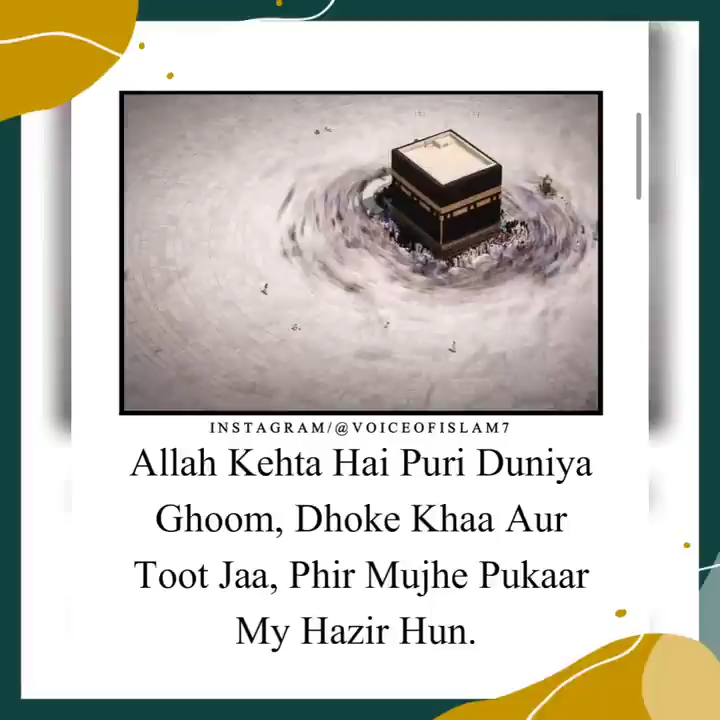 INSTAGRAM/@VOICEOFISLAM7
Allah Kehta Hai Puri Duniya
Ghoom, Dhoke Khaa Aur
Toot Jaa, Phir Mujhe Pukaar
My Hazir Hun.